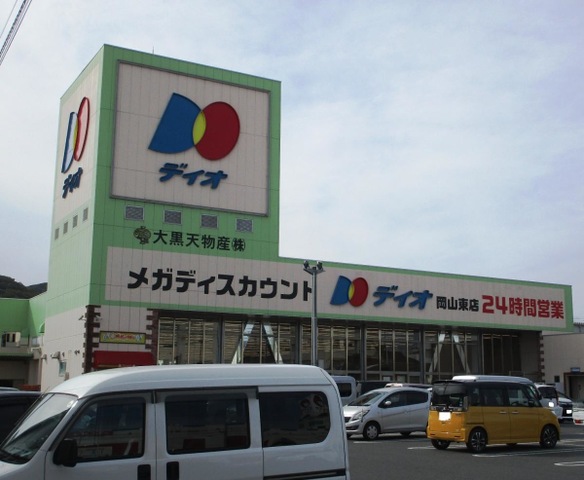 ディオ
ディオ
大黒天物産㈱
メガディスカウント ディオ 岡山東店 24時間営業